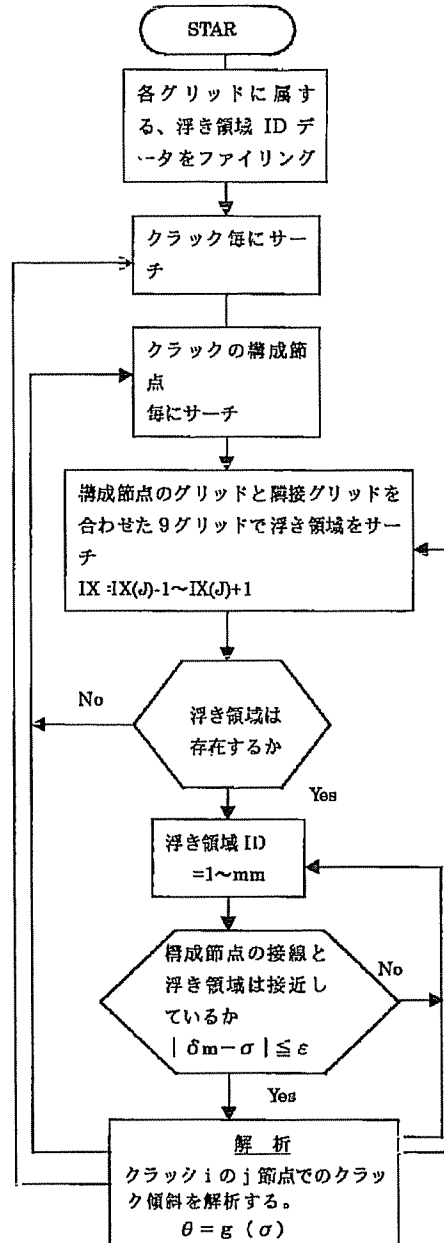 STAR
各グリッドに属す
る、浮き領域 ID デ
ータをファイリング
クラック毎にサー
チ
クラックの構成節
点
毎にサーチ
構成節点のグリッドと隣接グリッドを
合わせた 9 グリッドで浮き領域をサー
チ
IX =IX(J)-1～IX(J)+1
浮き領域は
存在するか
No
Yes
浮き領域 ID
=1～mm
構成節点の接線と
浮き領域は接近し
ているか
| δm－σ | ≦ ε
No
Yes
解 析
クラック i の j 節点でのクラッ
ク傾斜を解析する。
θ = g (σ)